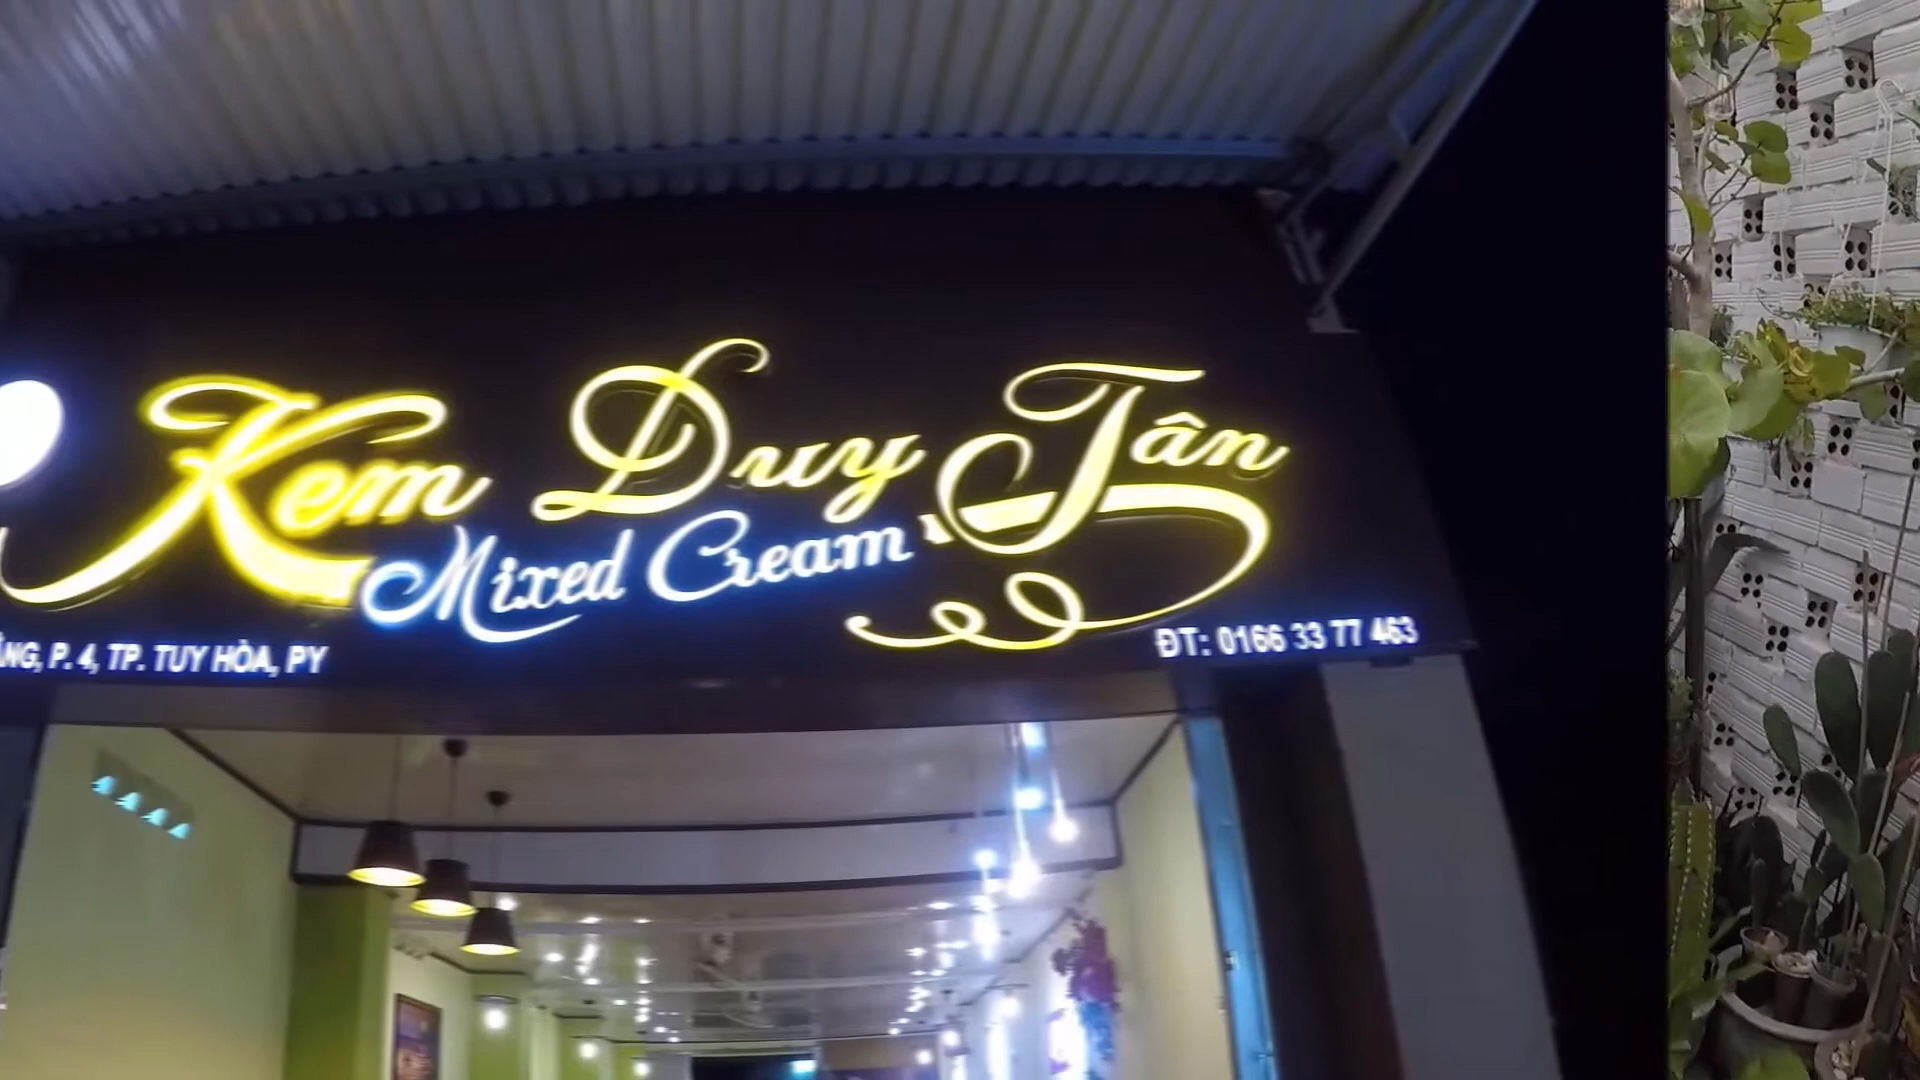 Kem Duy Tân
Mixed Cream
P. 4, TP. TUY HÒA, PY
ĐT: 0166 33 77 463